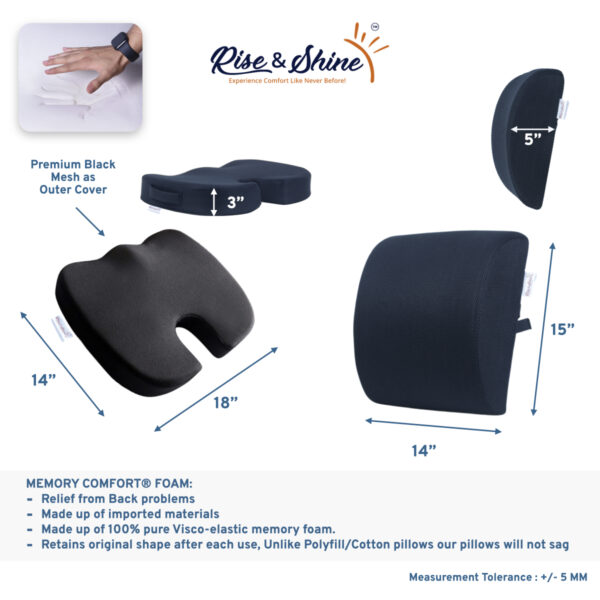 Rise & Shine
TM
Experience Comfort Like Never Before!
5”
Premium Black
Mesh as
Outer Cover
3”
14”
18”
15”
14”
MEMORY COMFORT® FOAM:
- Relief from Back problems
- Made up of imported materials
- Made up of 100% pure Visco-elastic memory foam.
- Retains original shape after each use, Unlike Polyfill/Cotton pillows our pillows will not sag
Measurement Tolerance : +/- 5 MM